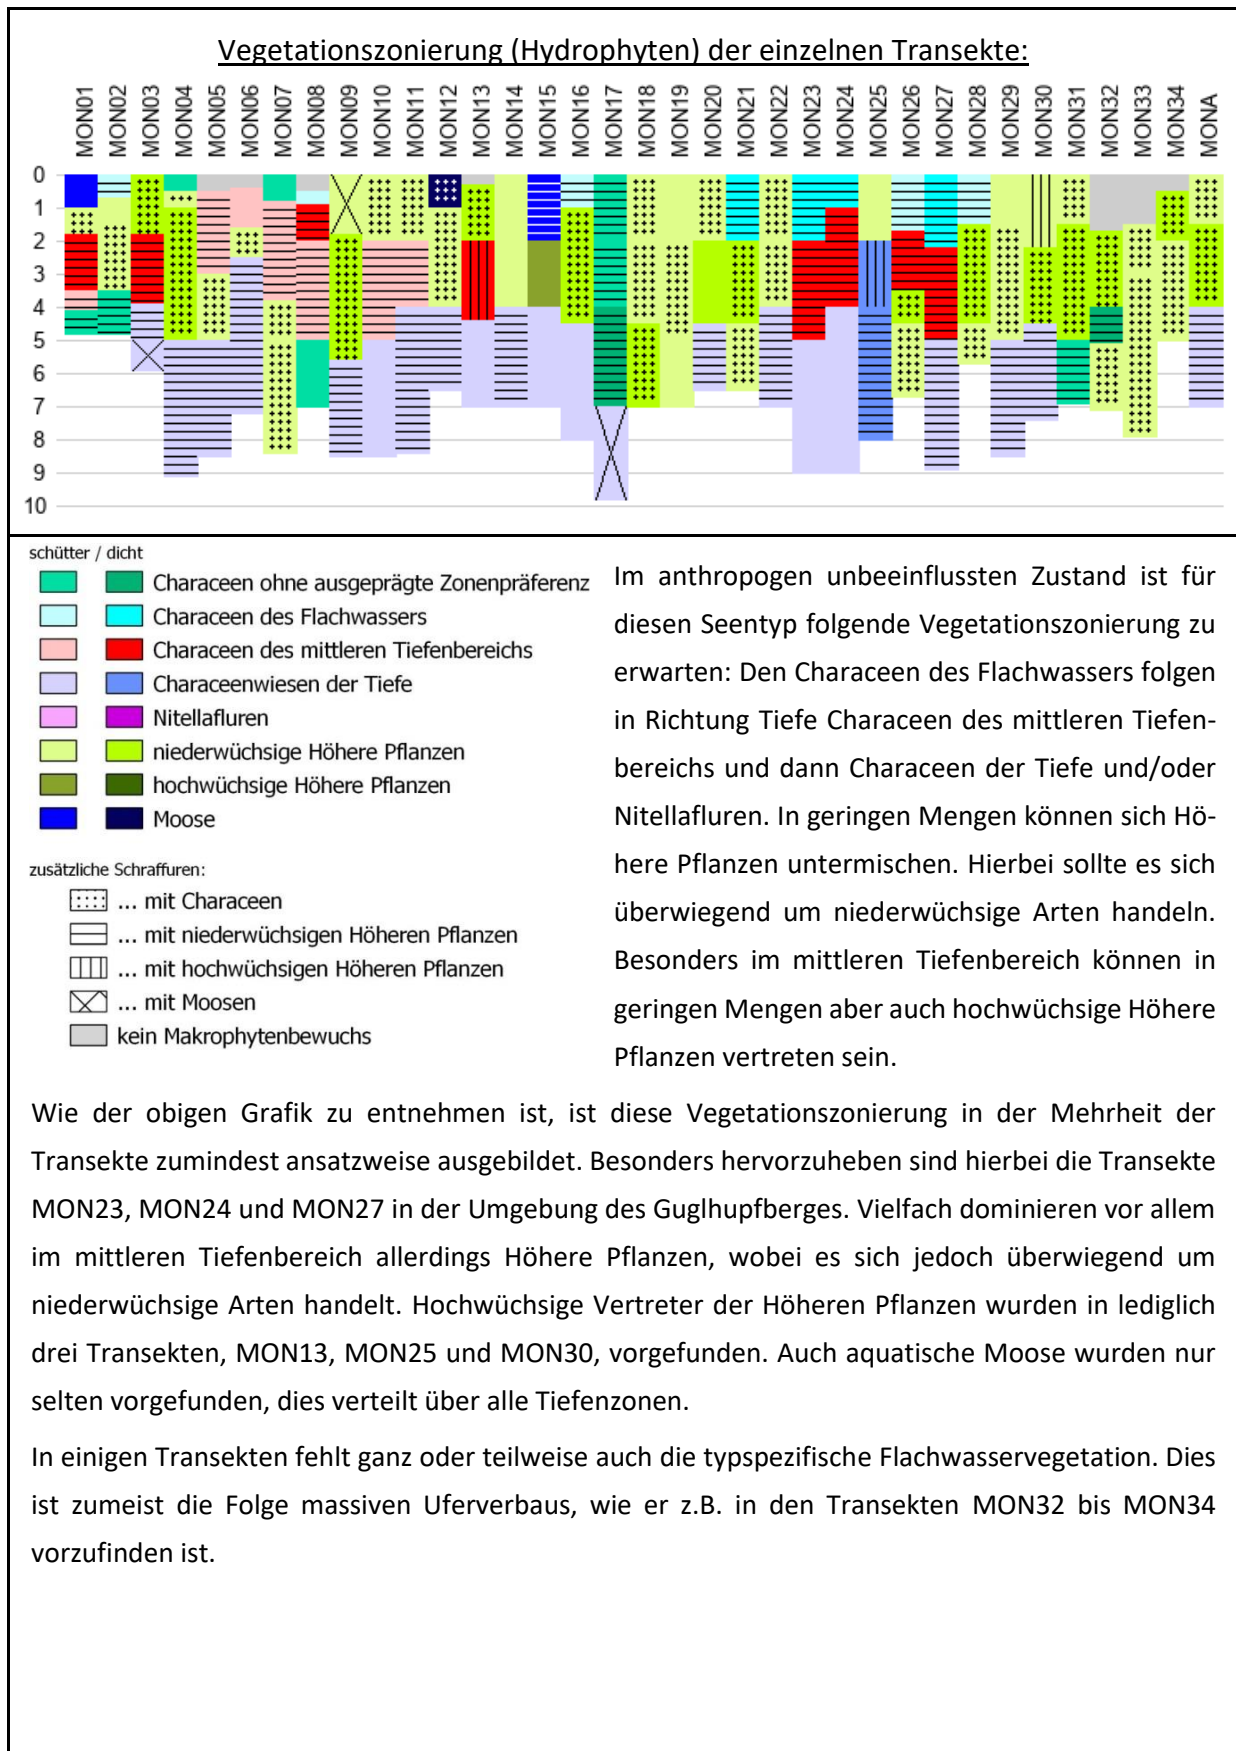 Vegetationszonierung (Hydrophyten) der einzelnen Transekte:
MON01 MON02 MON03 MON04 MON05 MON06 MON07 MON08 MON09 MON10 MON11 MON12 MON13 MON14 MON15 MON16 MON17 MON18 MON19 MON20 MON21 MON22 MON23 MON24 MON25 MON26 MON27 MON28 MON29 MON30 MON31 MON32 MON33 MON34 MONA
0
1
2
3
4
5
6
7
8
9
10
schütter / dicht
Characeen ohne ausgeprägte Zonenpräferenz
Characeen des Flachwassers
Characeen des mittleren Tiefenbereichs
Characeenwiesen der Tiefe
Nitellafluren
niederwüchsige Höhere Pflanzen
hochwüchsige Höhere Pflanzen
Moose
zusätzliche Schraffuren:
... mit Characeen
... mit niederwüchsigen Höheren Pflanzen
... mit hochwüchsigen Höheren Pflanzen
... mit Moosen
kein Makrophytenbewuchs
Im anthropogen unbeeinflussten Zustand ist für
diesen Seentyp folgende Vegetationszonierung zu
erwarten: Den Characeen des Flachwassers folgen
in Richtung Tiefe Characeen des mittleren Tiefen-
bereichs und dann Characeen der Tiefe und/oder
Nitellafluren. In geringen Mengen können sich Hö-
here Pflanzen untermischen. Hierbei sollte es sich
überwiegend um niederwüchsige Arten handeln.
Besonders im mittleren Tiefenbereich können in
geringen Mengen aber auch hochwüchsige Höhere
Pflanzen vertreten sein.
Wie der obigen Grafik zu entnehmen ist, ist diese Vegetationszonierung in der Mehrheit der
Transekte zumindest ansatzweise ausgebildet. Besonders hervorzuheben sind hierbei die Transekte
MON23, MON24 und MON27 in der Umgebung des Guglhupfberges. Vielfach dominieren vor allem
im mittleren Tiefenbereich allerdings Höhere Pflanzen, wobei es sich jedoch überwiegend um
niederwüchsige Arten handelt. Hochwüchsige Vertreter der Höheren Pflanzen wurden in lediglich
drei Transekten, MON13, MON25 und MON30, vorgefunden. Auch aquatische Moose wurden nur
selten vorgefunden, dies verteilt über alle Tiefenzonen.
In einigen Transekten fehlt ganz oder teilweise auch die typspezifische Flachwasservegetation. Dies
ist zumeist die Folge massiven Uferverbaus, wie er z.B. in den Transekten MON32 bis MON34
vorzufinden ist.